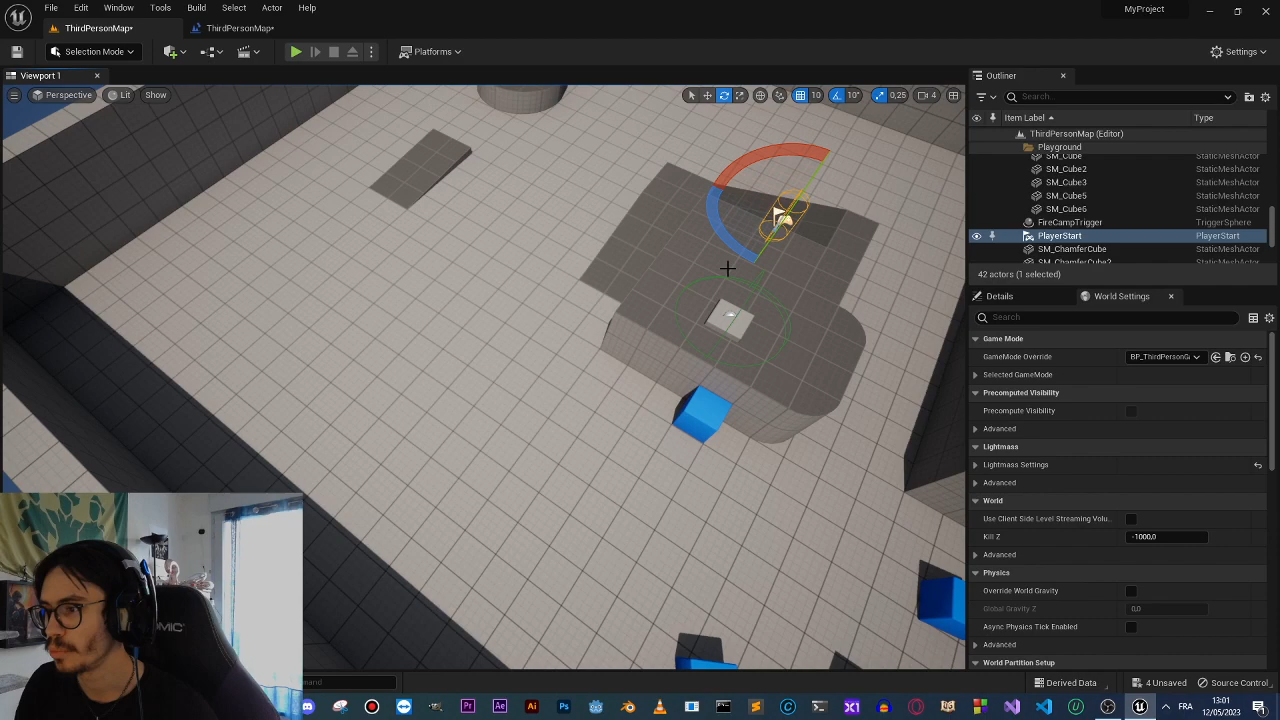 File Edit Window Tools Build Select Actor Help
MyProject
ThirdPersonMap* ThirdPersonMap*
Selection Mode Platforms Settings
Viewport 1
Perspective Lit Show
10 10° 0,25 4
Outliner
Search...
Item Label Type
ThirdPersonMap (Editor)
Playground
SM_Cube StaticMeshActor
SM_Cube2 StaticMeshActor
SM_Cube3 StaticMeshActor
SM_Cube5 StaticMeshActor
SM_Cube6 StaticMeshActor
FireCampTrigger TriggerSphere
PlayerStart PlayerStart
SM_ChamferCube StaticMeshActor
SM_ChamferCube2
42 actors (1 selected)
Details World Settings
Search
Game Mode
GameMode Override BP_ThirdPersonG
Selected GameMode
Precomputed Visibility
Precompute Visibility
Advanced
Lightmass
Lightmass Settings
Advanced
World
Use Client Side Level Streaming Volu...
Kill Z -1000,0
Advanced
Physics
Override World Gravity
Global Gravity Z 0,0
Async Physics Tick Enabled
Advanced
World Partition Setup
Derived Data 4 Unsaved Source Control
FRA
13:01
12/05/2023